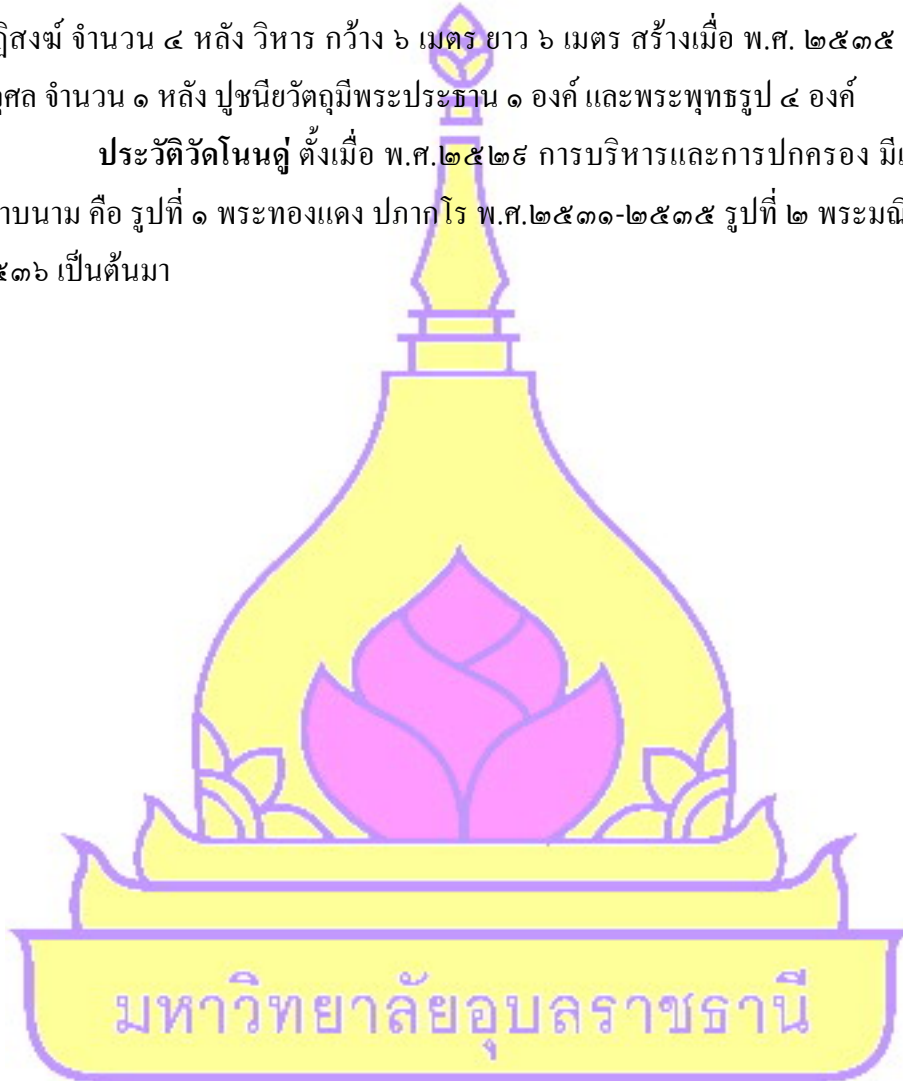 จำนวน ๔ หลัง วิหาร กว้าง ๖ เมตร ยาว ๖ เมตร สร้างเมื่อ พ.ศ. ๒๕๓๕
จำนวน ๑ หลัง ปูชนียวัตถุมีพระประธาน ๑ องค์ และพระพุทธรูป ๔ องค์
ประวัติวัดโนนดู่ ตั้งเมื่อ พ.ศ.๒๕๒๙ การบริหารและการปกครอง
คือ รูปที่ ๑ พระทองแดง ปภากโร พ.ศ.๒๕๓๑-๒๕๓๕ รูปที่ ๒
เป็นต้นมา
มหาวิทยาลัยอุบลราชธานี